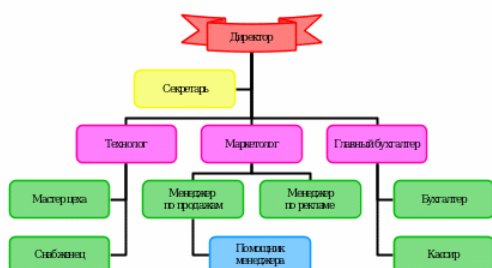 Директор
Секретарь
Технолог
Маркетолог
Главный бухгалтер
Мастер цеха
Менеджер
по продажам
Менеджер
по рекламе
Бухгалтер
Снабженец
Помощник
менеджера
Кассир